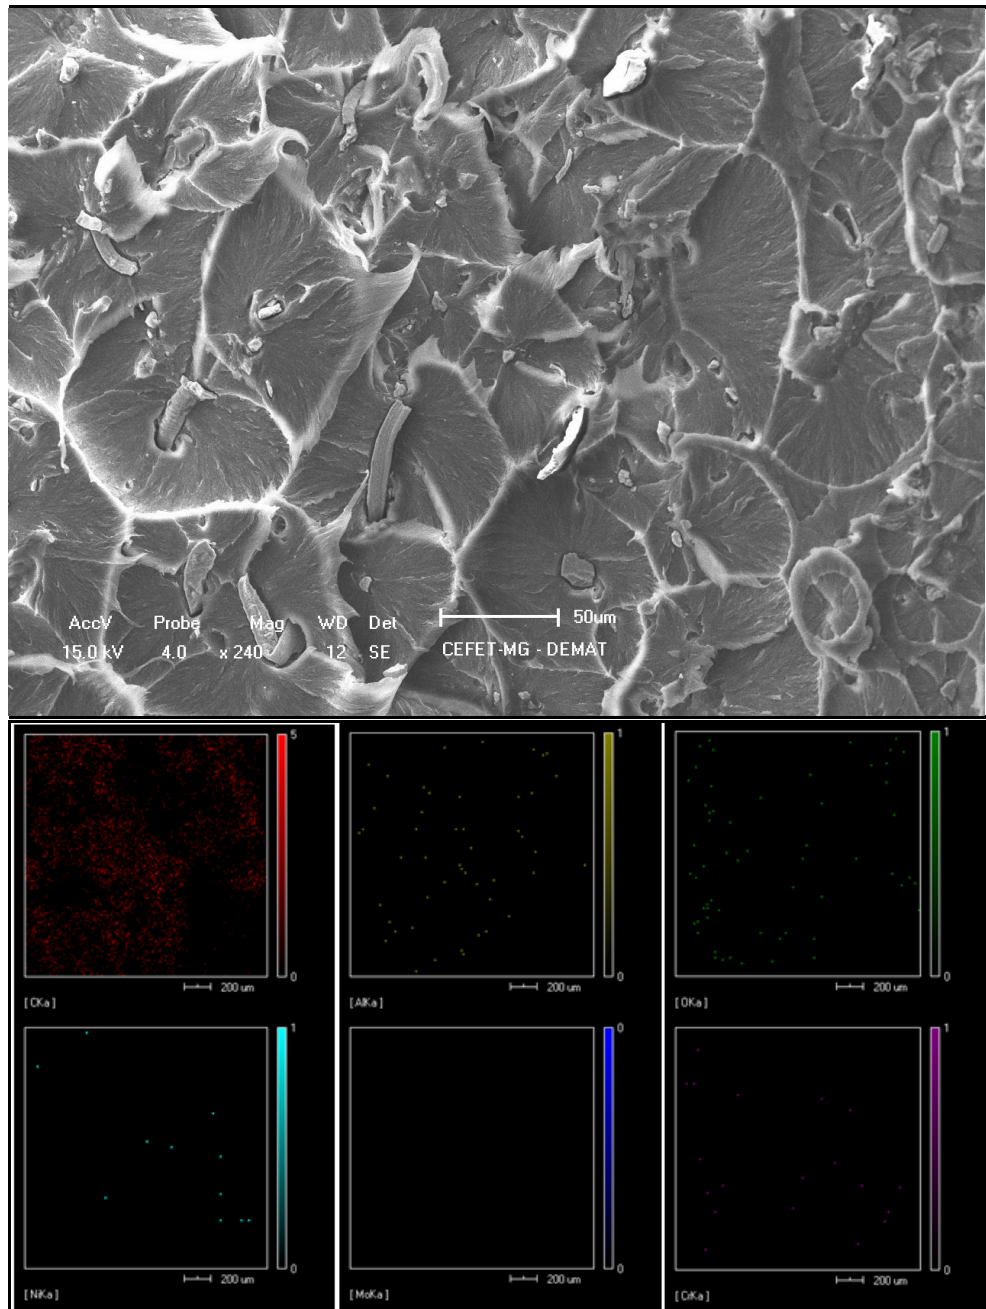 AccV Probe Mag WD Det 50um
15.0 kV 4.0 x 240 12 SE CEFET-MG - DEMAT
5 1 1
0 0 0
200 um 200 um 200 um
[ CKa ] [ AlKa ] [ OKa ]
1 0 1
0 0 0
200 um 200 um 200 um
[ NiKa ] [ MoKa ] [ CrKa ]